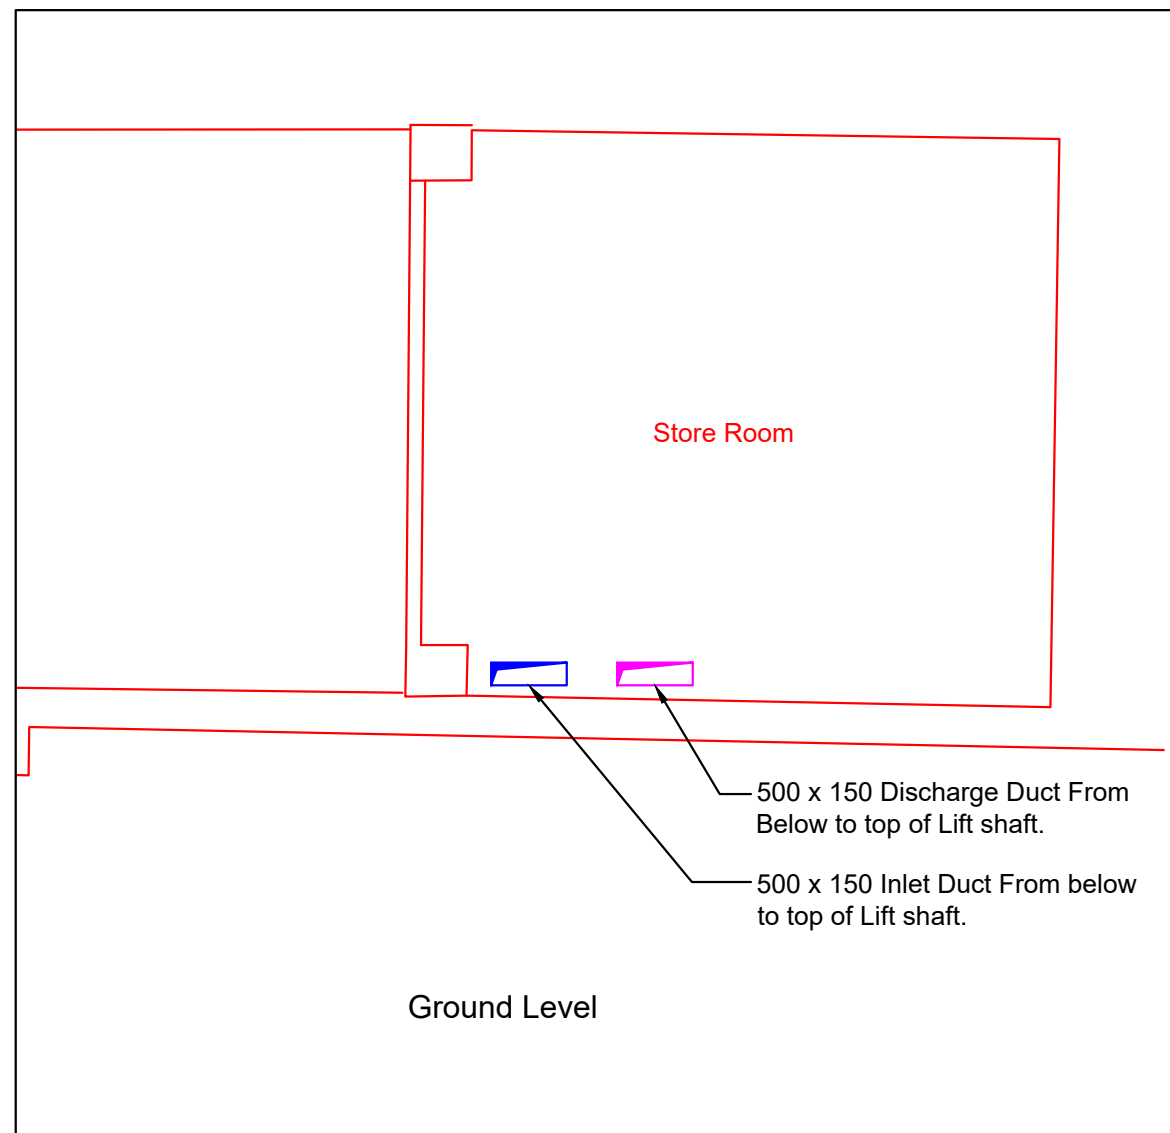 Store Room
500 x 150 Discharge Duct From
Below to top of Lift shaft.
500 x 150 Inlet Duct From below
to top of Lift shaft.
Ground Level